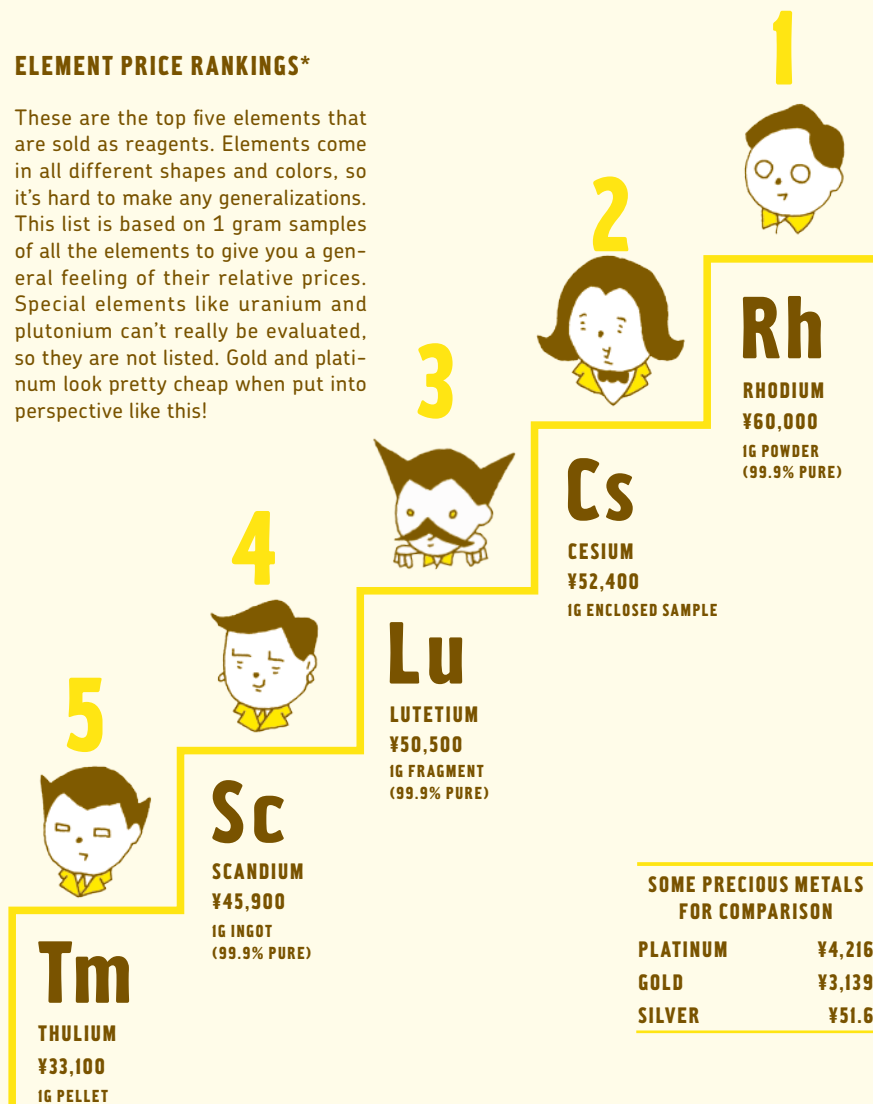 ELEMENT PRICE RANKINGS*
These are the top five elements that
are sold as reagents. Elements come
in all different shapes and colors, so
it's hard to make any generalizations.
This list is based on 1 gram samples
of all the elements to give you a gen-
eral feeling of their relative prices.
Special elements like uranium and
plutonium can't really be evaluated,
so they are not listed. Gold and plati-
num look pretty cheap when put into
perspective like this!
1
Rh
RHODIUM
¥60,000
1G POWDER
(99.9% PURE)
2
Cs
CESIUM
¥52,400
1G ENCLOSED SAMPLE
3
Lu
LUTETIUM
¥50,500
1G FRAGMENT
(99.9% PURE)
4
Sc
SCANDIUM
¥45,900
1G INGOT
(99.9% PURE)
5
Tm
THULIUM
¥33,100
1G PELLET
SOME PRECIOUS METALS
FOR COMPARISON
PLATINUM ¥4,216
GOLD ¥3,139
SILVER ¥51.6